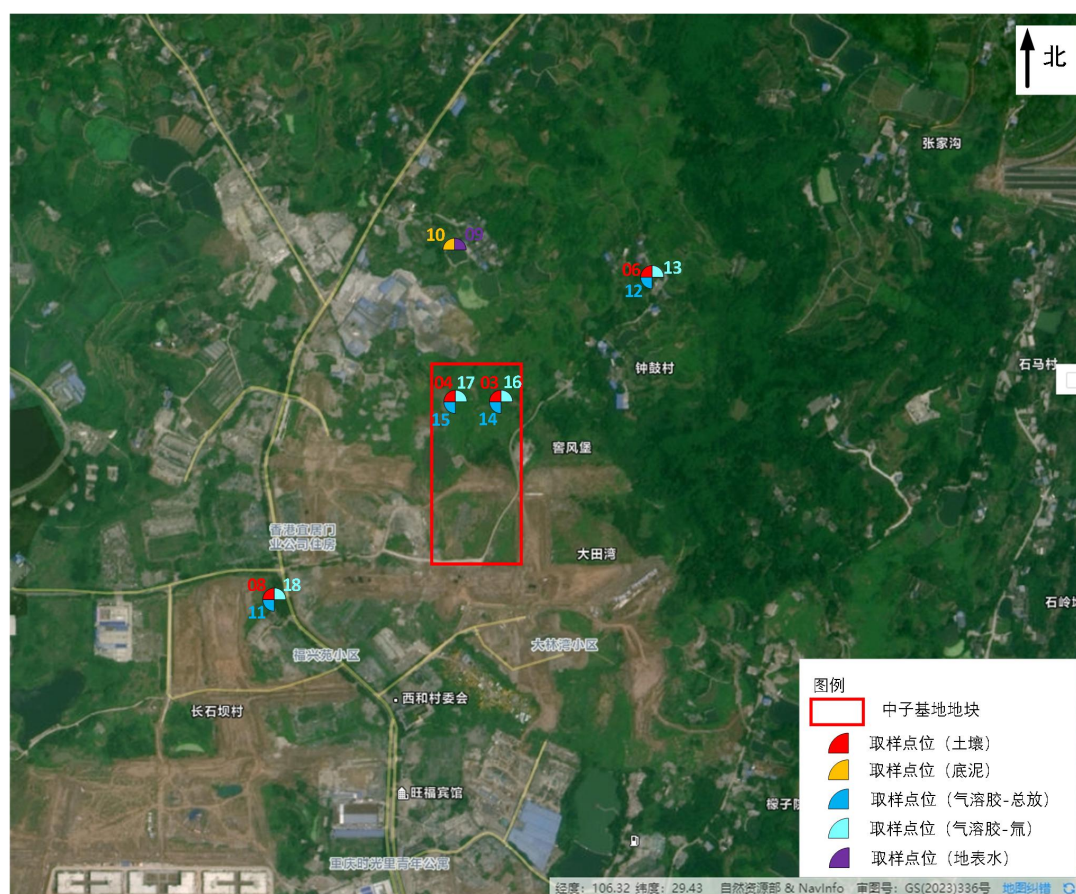 北
张家沟
10
06
13
12
石马村
钟鼓村
04
17
03
16
15
14
窖风堡
香港宜居门
业公司住房
大田湾
08
18
11
大林湾小区
福兴苑小区
西和村委会
长石坝村
旺福宾馆
重庆时光里青年公寓
图例
中子基地地块
取样点位（土壤）
取样点位（底泥）
取样点位（气溶胶-总放）
取样点位（气溶胶-氚）
取样点位（地表水）
经度：106.32 纬度：29.43 自然资源部 & NavInfo 审图号：GS(2023)336号 地图纠错